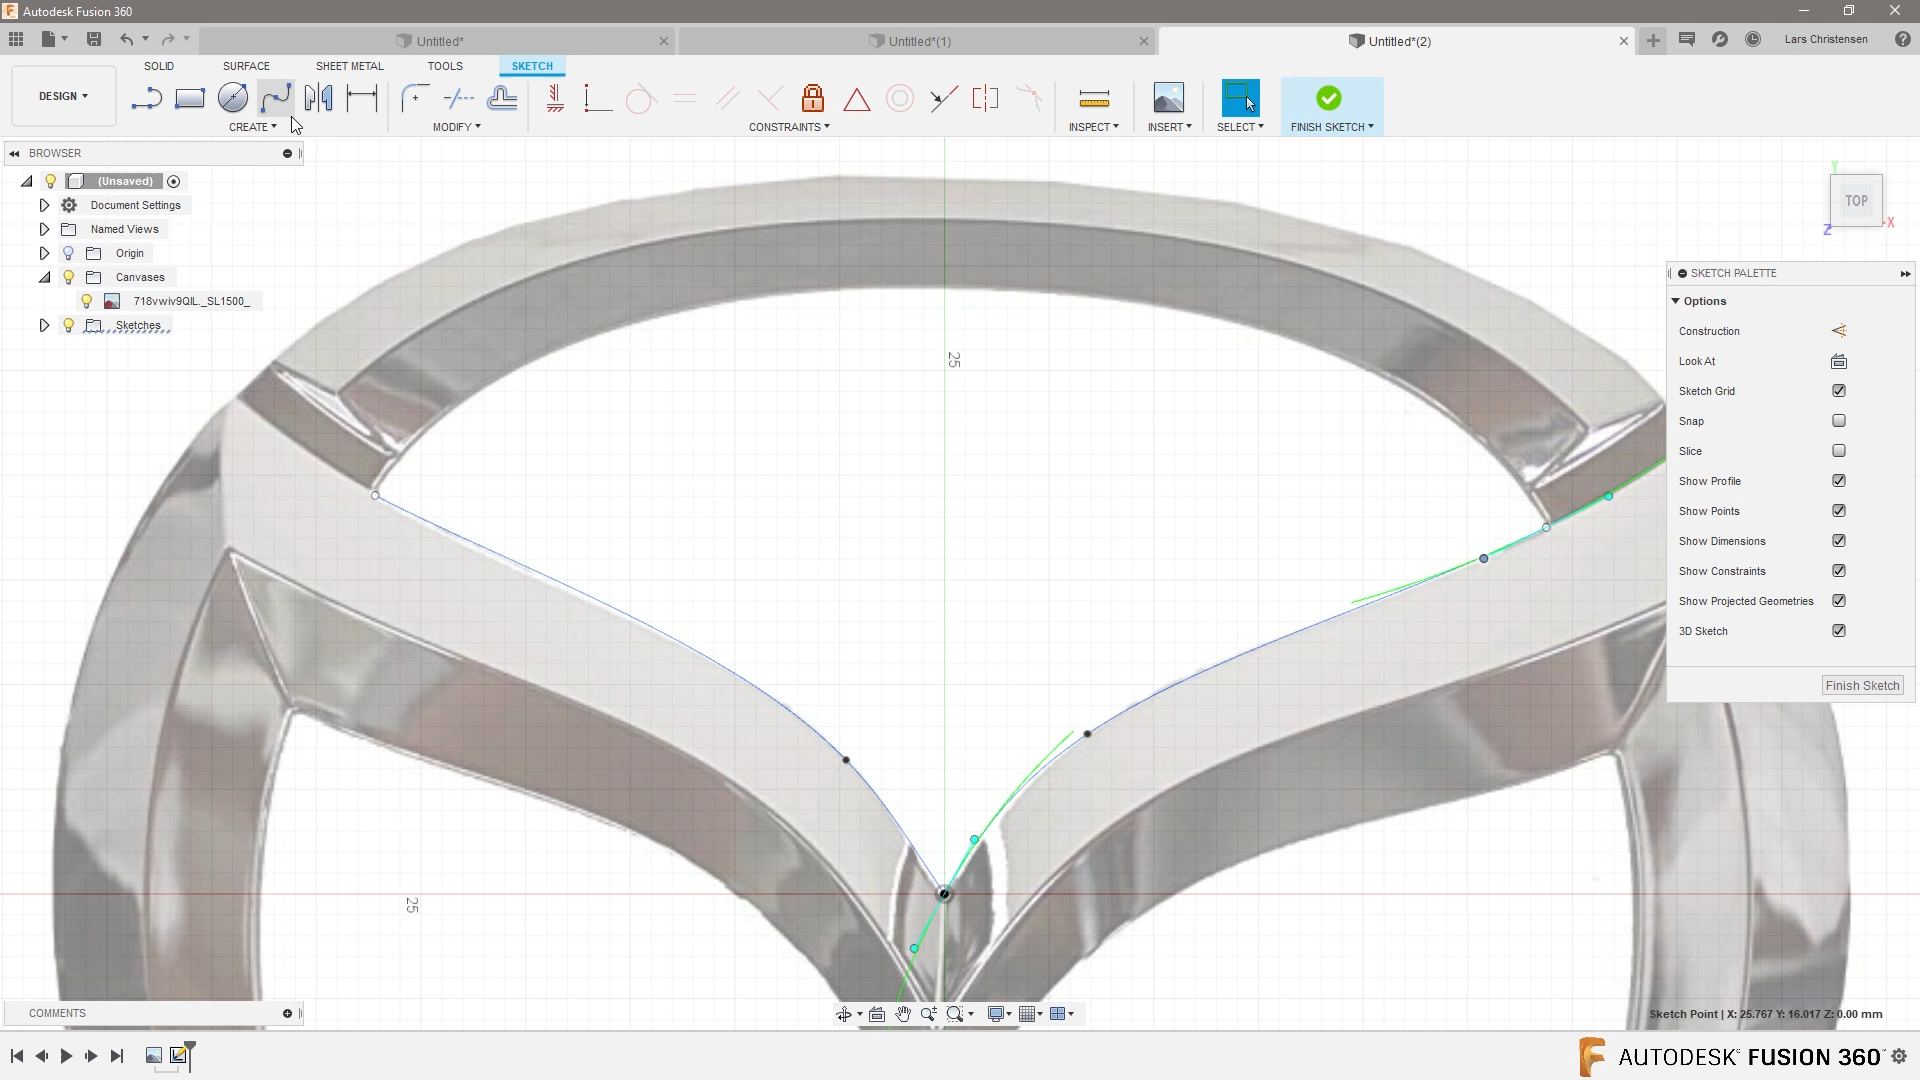 Autodesk Fusion 360
Untitled*
Untitled*(1)
Untitled*(2)
Lars Christensen
DESIGN
SOLID
SURFACE
SHEET METAL
TOOLS
SKETCH
CREATE
MODIFY
CONSTRAINTS
INSPECT
INSERT
SELECT
FINISH SKETCH
BROWSER
(Unsaved)
Document Settings
Named Views
Origin
Canvases
718vwiv9QlL._SL1500_
Sketches
25
25
Y
TOP
X
Z
SKETCH PALETTE
Options
Construction
Look At
Sketch Grid
Snap
Slice
Show Profile
Show Points
Show Dimensions
Show Constraints
Show Projected Geometries
3D Sketch
Finish Sketch
COMMENTS
Sketch Point | X: 25.767 Y: 16.017 Z: 0.00 mm
AUTODESK FUSION 360